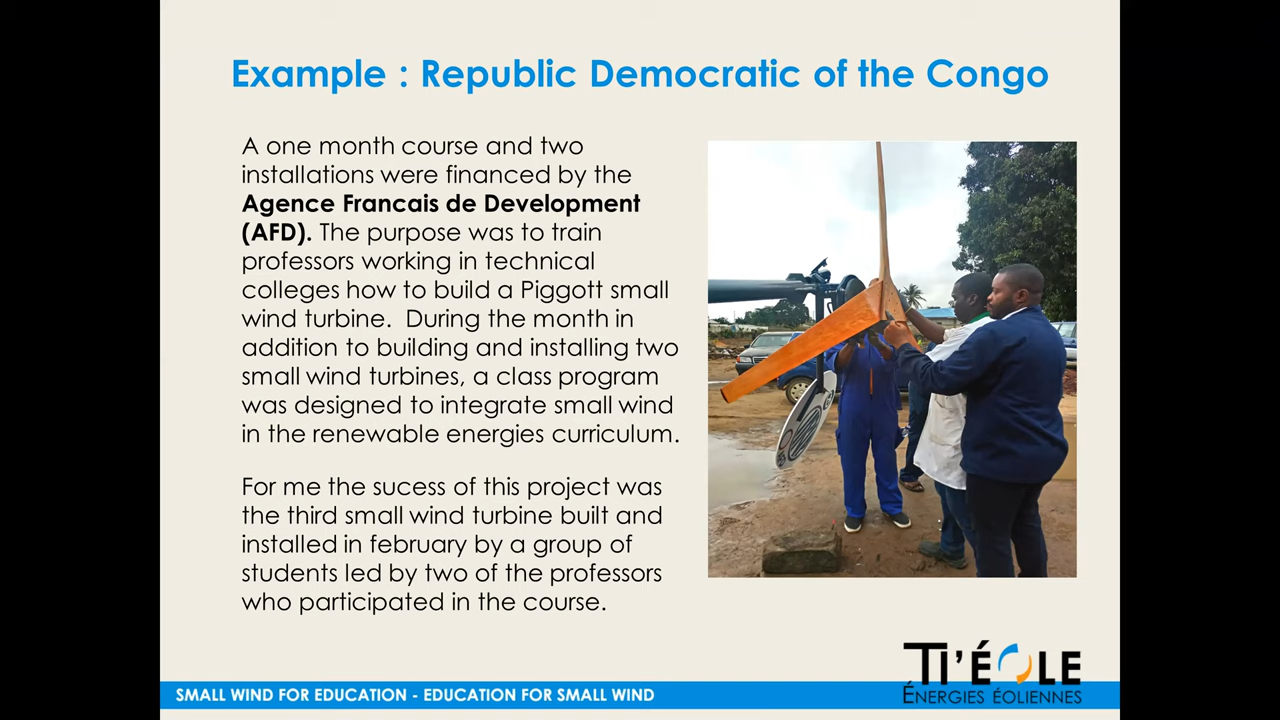 Example : Republic Democratic of the Congo
A one month course and two
installations were financed by the
Agence Francais de Development
(AFD). The purpose was to train
professors working in technical
colleges how to build a Piggott small
wind turbine. During the month in
addition to building and installing two
small wind turbines, a class program
was designed to integrate small wind
in the renewable energies curriculum.
For me the sucess of this project was
the third small wind turbine built and
installed in february by a group of
students led by two of the professors
who participated in the course.
TI'ÉOLE
ÉNERGIES ÉOLIENNES
SMALL WIND FOR EDUCATION - EDUCATION FOR SMALL WIND